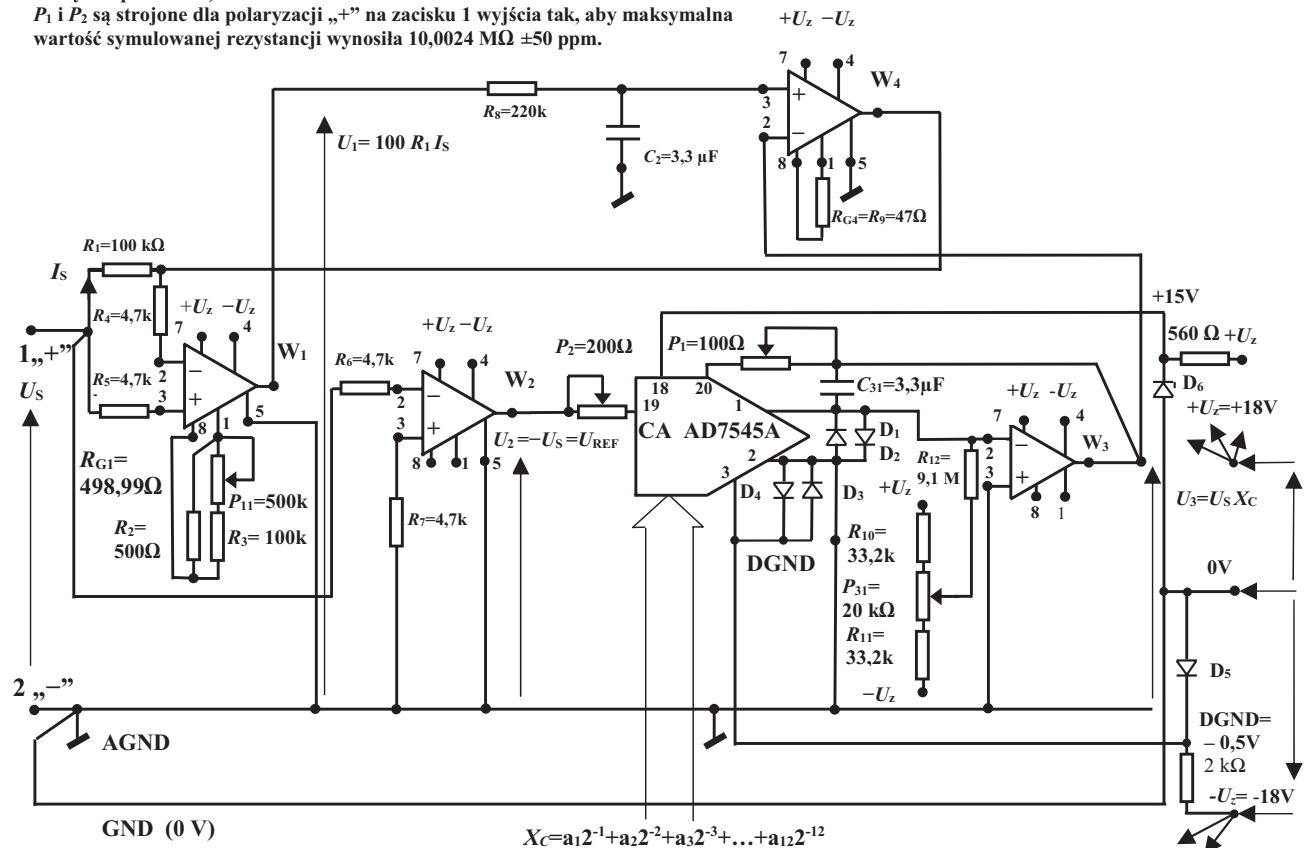 P₁ i P₂ są strojone dla polaryzacji „+” na zacisku 1 wyjścia tak, aby maksymalna
wartość symulowanej rezystancji wynosiła 10,0024 MΩ ±50 ppm.
+Uz −Uz
7
4
W₄
3
+
2
−
8
1
5
R₈=220k
U₁= 100 R₁ IS
C₂=3,3 µF
RG4=R₉=47Ω
R₁=100 kΩ
IS
R₄=4,7k
+Uz −Uz
7
4
W₁
1„+”
US
R₅=4,7k
2
−
3
+
8
1
5
RG1=
498,99Ω
P₁₁=500k
R₂=
500Ω
R₃= 100k
+Uz −Uz
7
4
W₂
R₆=4,7k
2
−
3
+
8
1
5
U₂=−US=UREF
R₇=4,7k
P₂=200Ω
P₁=100Ω
18
20
19
1
CA AD7545A
2
3
C₃₁=3,3µF
D₁
D₂
D₄
D₃
DGND
R₁₂=
9,1 M
+Uz
R₁₀=
33,2k
P₃₁=
20 kΩ
R₁₁=
33,2k
−Uz
+Uz -Uz
7
4
W₃
2
−
3
+
8
1
+15V
560 Ω +Uz
D₆
+Uz=+18V
U₃=US XC
0V
D₅
DGND=
– 0,5V
2 kΩ
-Uz= -18V
2 „−”
AGND
GND (0 V)
XC=a₁2⁻¹+a₂2⁻²+a₃2⁻³+…+a₁₂2⁻¹²